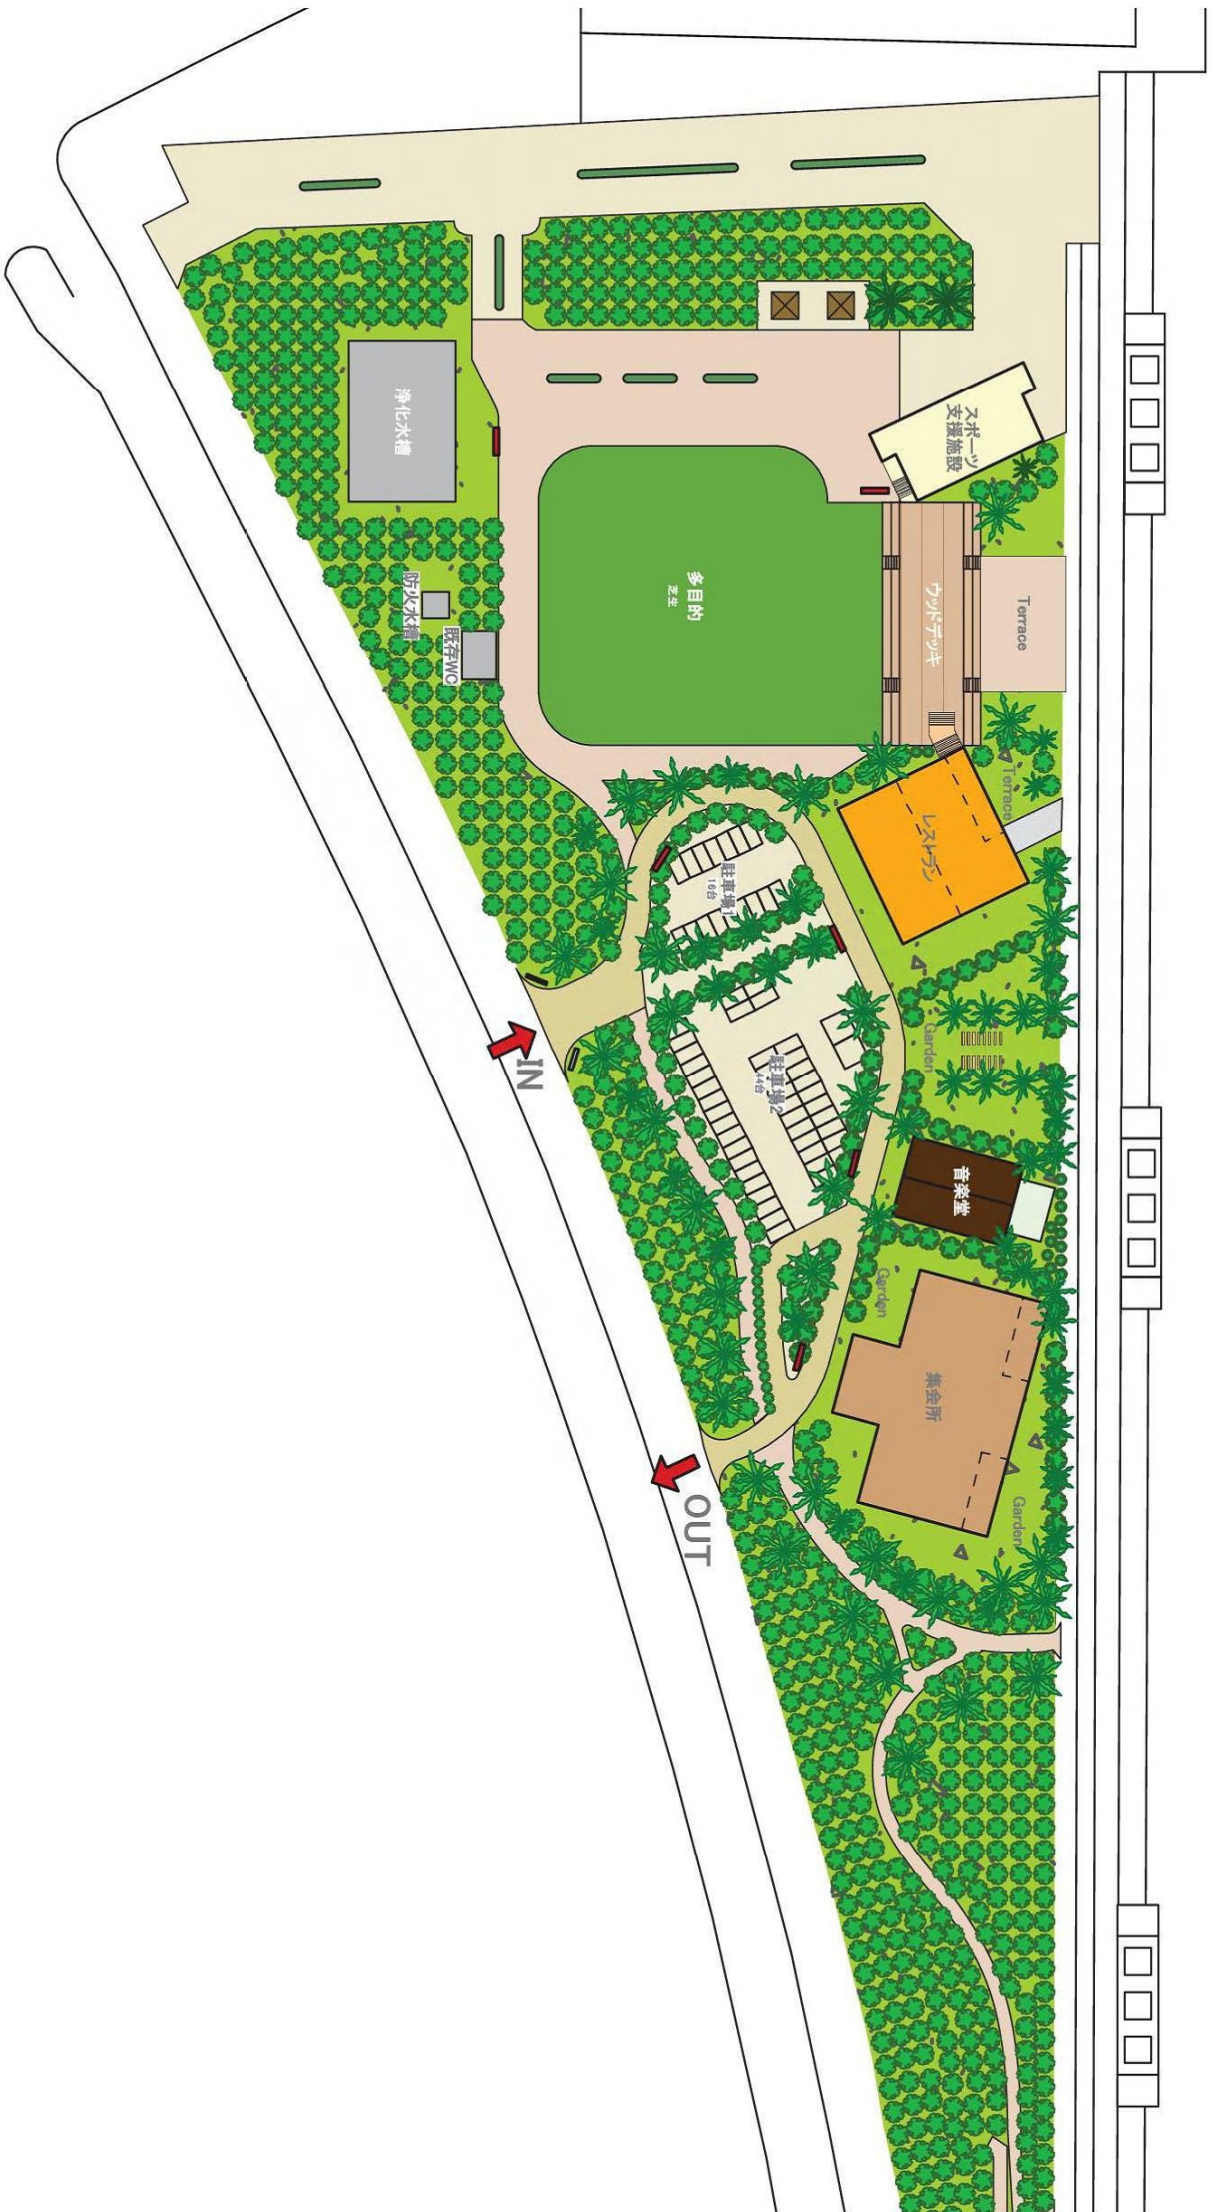 スポーツ
支援施設
浄化水槽
Terrace
ウッドデッキ
多目的
芝生
防火水槽
既存WC
Terrace
レストラン
駐車場1
16台
Garden
IN
駐車場2
44台
音楽堂
Garden
集会所
Garden
OUT